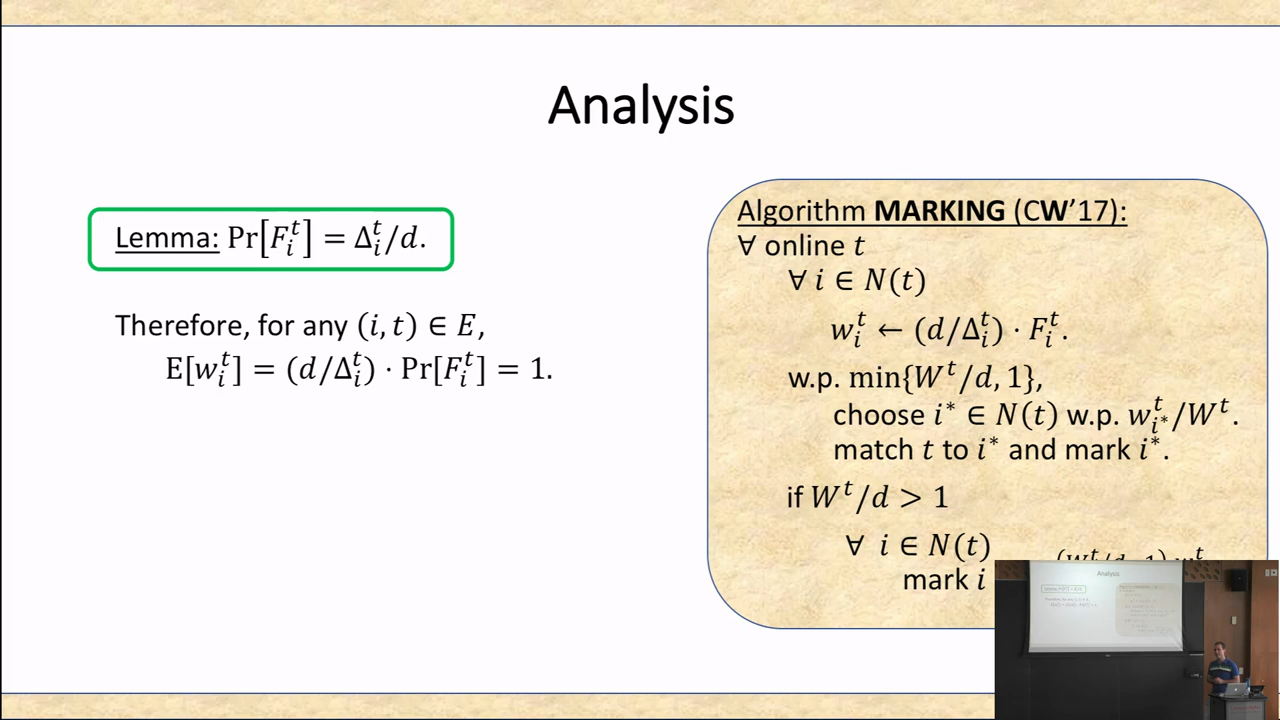 Analysis
Lemma: Pr[F_i^t] = Δ_i^t/d.
Therefore, for any (i, t) ∈ E,
E[w_i^t] = (d/Δ_i^t) · Pr[F_i^t] = 1.
Algorithm MARKING (CW'17):
∀ online t
∀ i ∈ N(t)
w_i^t ← (d/Δ_i^t) · F_i^t.
w.p. min{W^t/d, 1},
choose i* ∈ N(t) w.p. w_{i*}^t/W^t.
match t to i* and mark i*.
if W^t/d > 1
∀ i ∈ N(t)
mark i